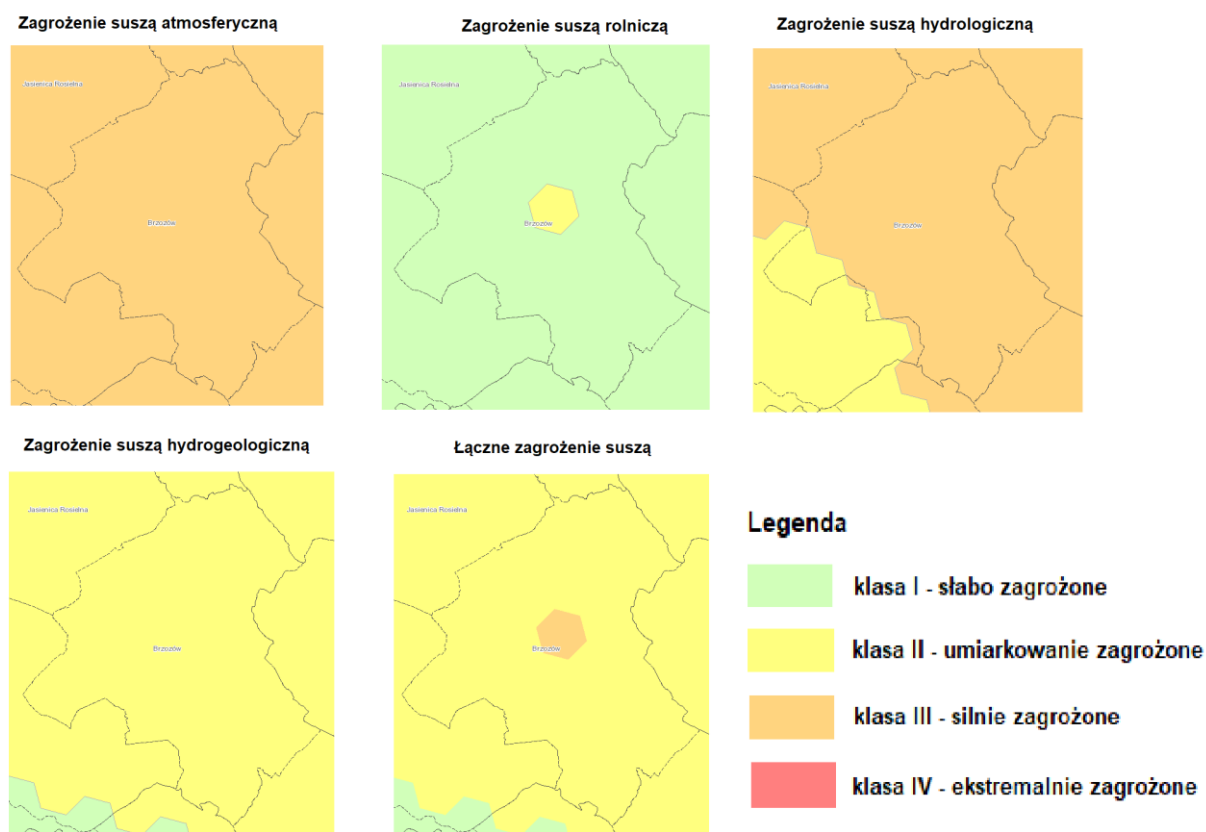 Zagrożenie suszą atmosferyczną
Zagrożenie suszą rolniczą
Zagrożenie suszą hydrologiczną
Jasienica Rosielna
Brzozów
Jasienica Rosielna
Brzozów
Jasienica Rosielna
Brzozów
Zagrożenie suszą hydrogeologiczną
Łączne zagrożenie suszą
Jasienica Rosielna
Brzozów
Jasienica Rosielna
Brzozów
Legenda
klasa I - słabo zagrożone
klasa II - umiarkowanie zagrożone
klasa III - silnie zagrożone
klasa IV - ekstremalnie zagrożone